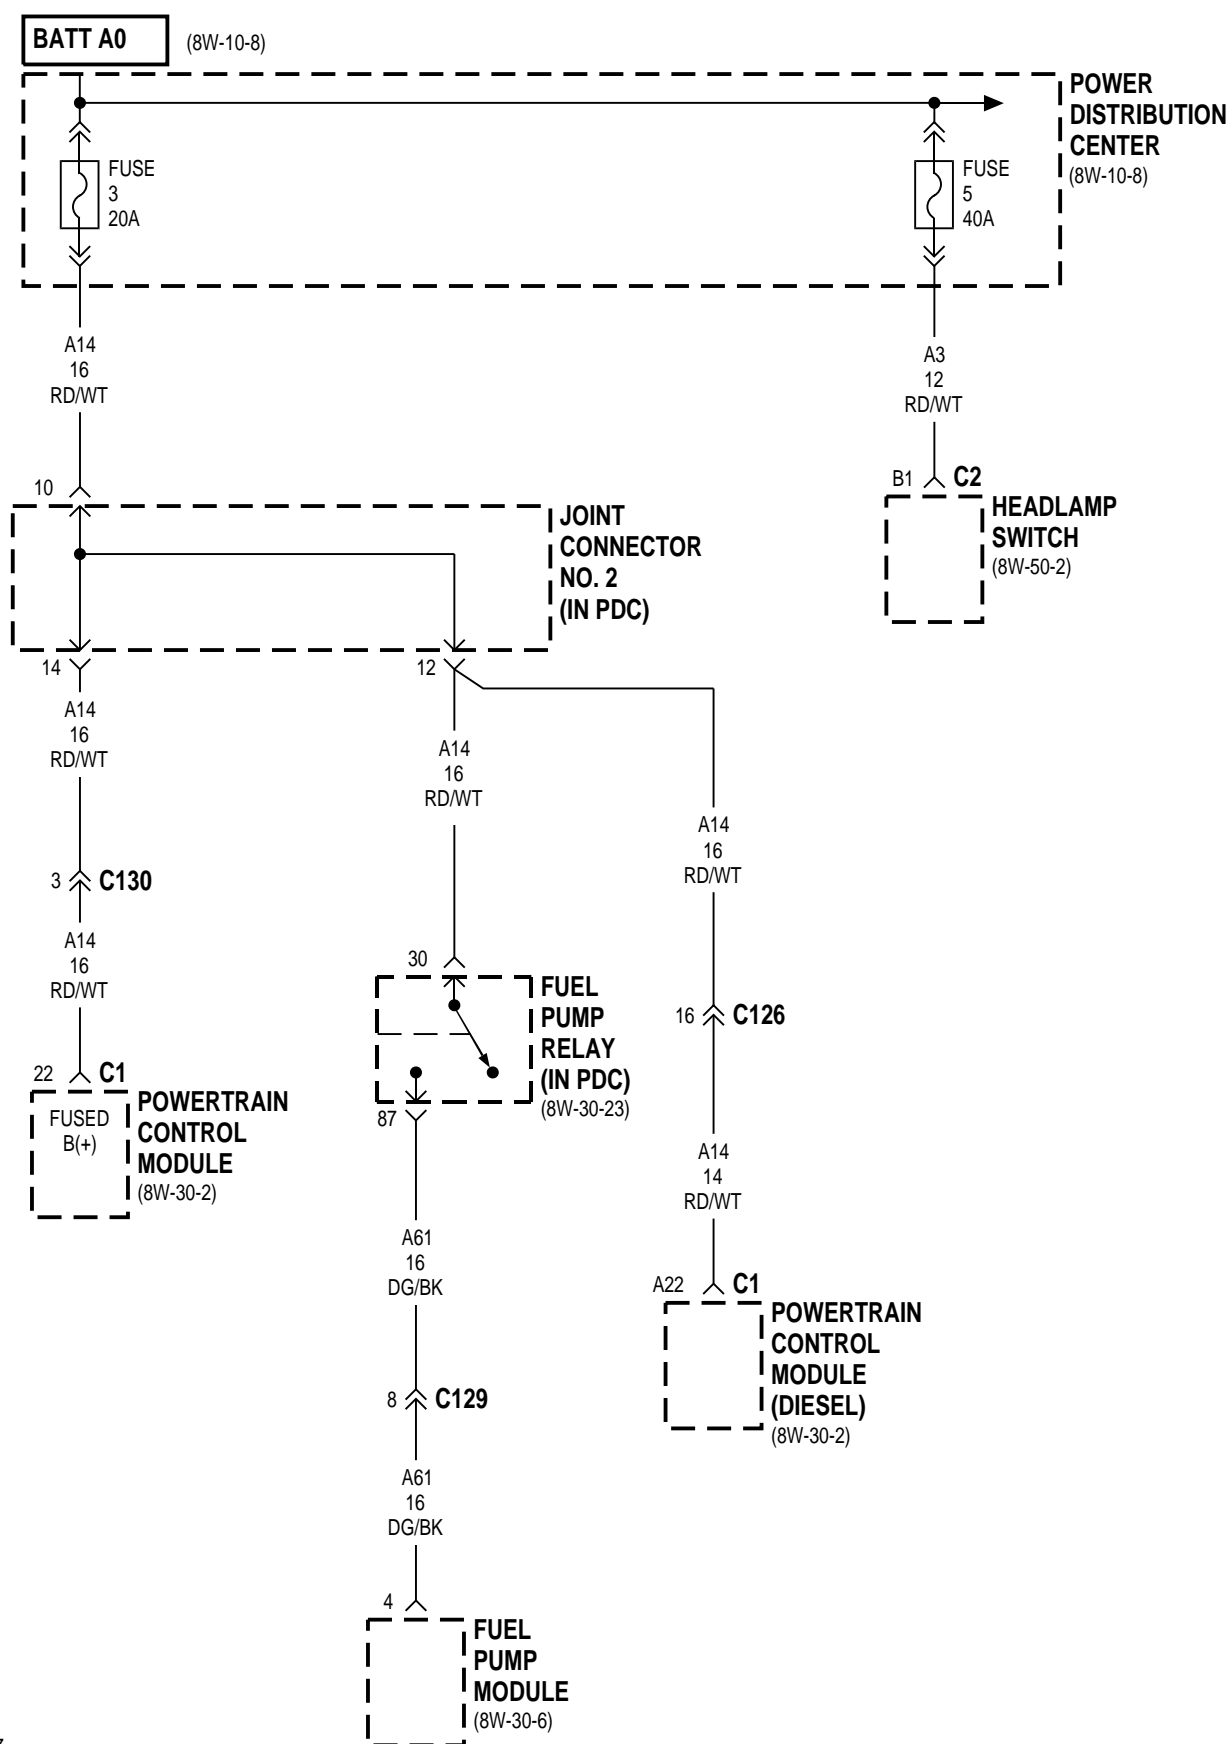 BATT A0
(8W-10-8)
POWER
DISTRIBUTION
CENTER
(8W-10-8)
FUSE
3
20A
FUSE
5
40A
A14
16
RD/WT
A3
12
RD/WT
10
B1
C2
HEADLAMP
SWITCH
(8W-50-2)
JOINT
CONNECTOR
NO. 2
(IN PDC)
14
12
A14
16
RD/WT
A14
16
RD/WT
A14
16
RD/WT
3
C130
A14
16
RD/WT
30
FUEL
PUMP
RELAY
(IN PDC)
(8W-30-23)
16
C126
22
C1
FUSED
B(+)
POWERTRAIN
CONTROL
MODULE
(8W-30-2)
87
A14
14
RD/WT
A61
16
DG/BK
A22
C1
POWERTRAIN
CONTROL
MODULE
(DIESEL)
(8W-30-2)
8
C129
A61
16
DG/BK
4
FUEL
PUMP
MODULE
(8W-30-6)